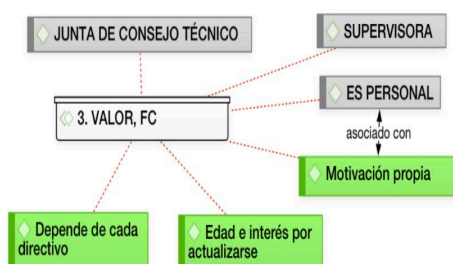 JUNTA DE CONSEJO TÉCNICO
SUPERVISORA
ES PERSONAL
3. VALOR, FC
asociado con
Motivación propia
Depende de cada
directivo
Edad e interés por
actualizarse